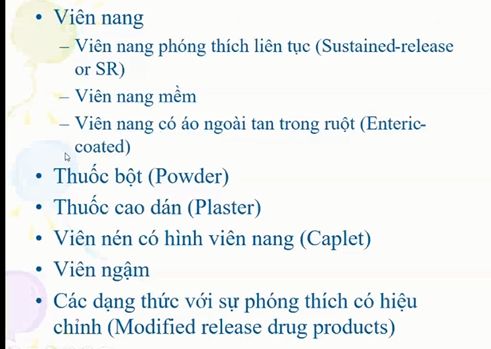 • Viên nang
– Viên nang phóng thích liên tục (Sustained-release
or SR)
– Viên nang mềm
– Viên nang có áo ngoài tan trong ruột (Enteric-
coated)
• Thuốc bột (Powder)
• Thuốc cao dán (Plaster)
• Viên nén có hình viên nang (Caplet)
• Viên ngậm
• Các dạng thức với sự phóng thích có hiệu
chỉnh (Modified release drug products)